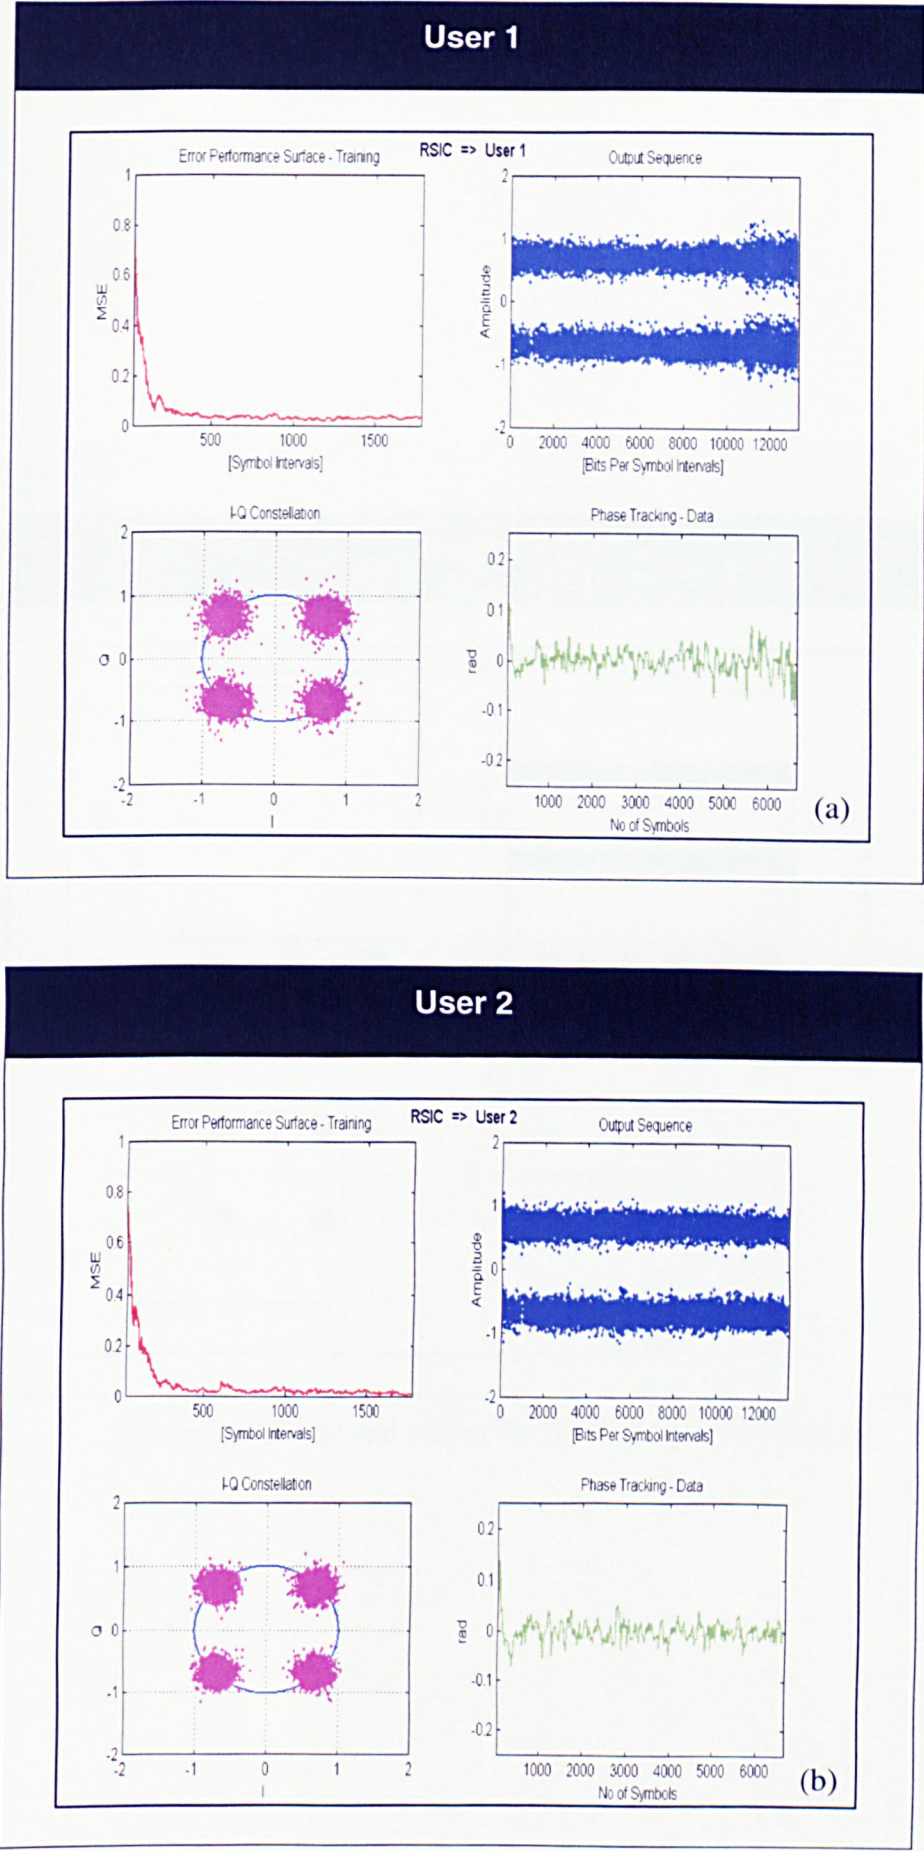 User 1
RSIC => User 1
Error Performance Surface - Training
Output Sequence
1
0.8
0.6
0.4
0.2
0
MSE
500 1000 1500
[Symbol Intervals]
2
1
0
-1
-2
Amplitude
0 2000 4000 6000 8000 10000 12000
[Bits Per Symbol Intervals]
I-Q Constellation
Phase Tracking - Data
2
1
0
-1
-2
Q
-2 -1 0 1 2
I
0.2
0.1
0
-0.1
-0.2
rad
1000 2000 3000 4000 5000 6000
No of Symbols
(a)
User 2
RSIC => User 2
Error Performance Surface - Training
Output Sequence
1
0.8
0.6
0.4
0.2
0
MSE
500 1000 1500
[Symbol Intervals]
2
1
0
-1
-2
Amplitude
0 2000 4000 6000 8000 10000 12000
[Bits Per Symbol Intervals]
I-Q Constellation
Phase Tracking - Data
2
1
0
-1
-2
Q
-2 -1 0 1 2
I
0.2
0.1
0
-0.1
-0.2
rad
1000 2000 3000 4000 5000 6000
No of Symbols
(b)